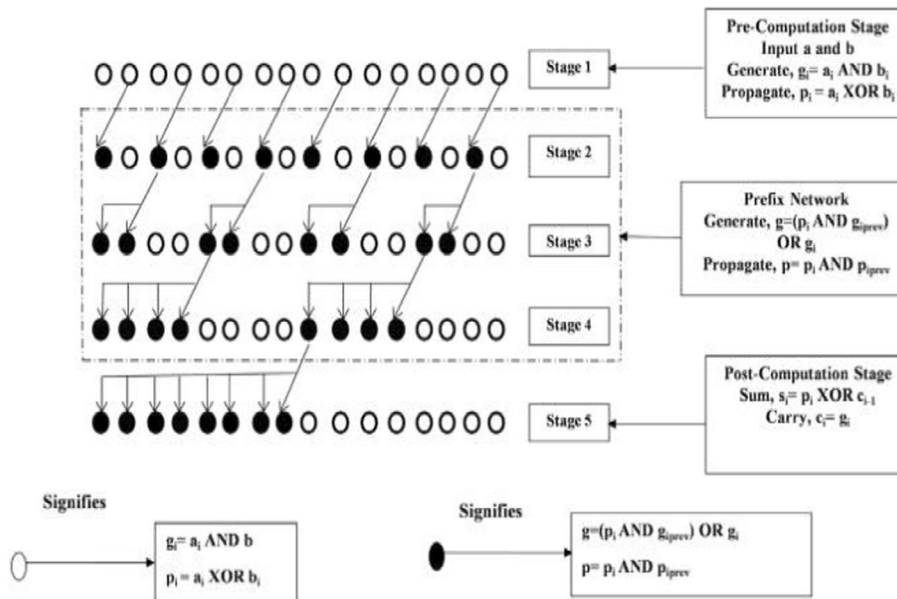 Pre-Computation Stage
Input a and b
Generate, gᵢ= aᵢ AND bᵢ
Propagate, pᵢ = aᵢ XOR bᵢ
Stage 1
Stage 2
Prefix Network
Generate, g=(pᵢ AND gᵢₚᵣₑᵥ)
OR gᵢ
Propagate, p= pᵢ AND pᵢₚᵣₑᵥ
Stage 3
Stage 4
Post-Computation Stage
Sum, sᵢ= pᵢ XOR cᵢ₋₁
Carry, cᵢ= gᵢ
Stage 5
Signifies
gᵢ= aᵢ AND b
pᵢ = aᵢ XOR bᵢ
Signifies
g=(pᵢ AND gᵢₚᵣₑᵥ) OR gᵢ
p= pᵢ AND pᵢₚᵣₑᵥ